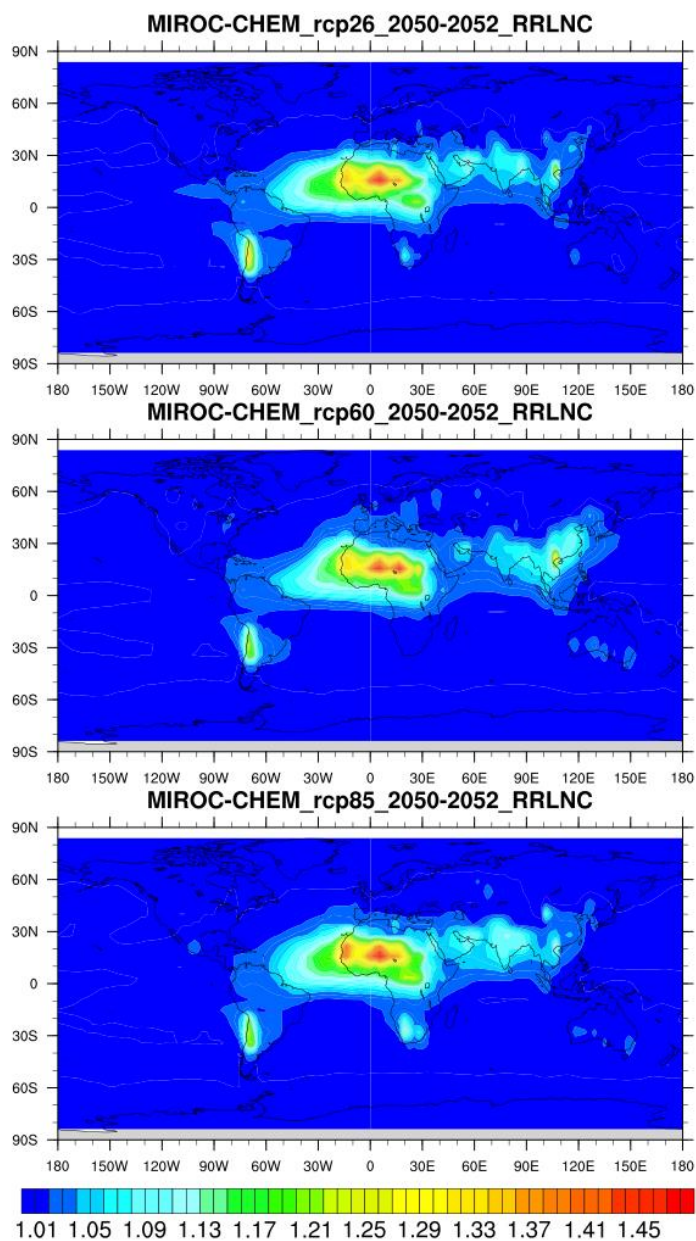 MIROC-CHEM_rcp26_2050-2052_RRLNC
90N
60N
30N
0
30S
60S
90S
180 150W 120W 90W 60W 30W 0 30E 60E 90E 120E 150E 180
MIROC-CHEM_rcp60_2050-2052_RRLNC
90N
60N
30N
0
30S
60S
90S
180 150W 120W 90W 60W 30W 0 30E 60E 90E 120E 150E 180
MIROC-CHEM_rcp85_2050-2052_RRLNC
90N
60N
30N
0
30S
60S
90S
180 150W 120W 90W 60W 30W 0 30E 60E 90E 120E 150E 180
1.01 1.05 1.09 1.13 1.17 1.21 1.25 1.29 1.33 1.37 1.41 1.45